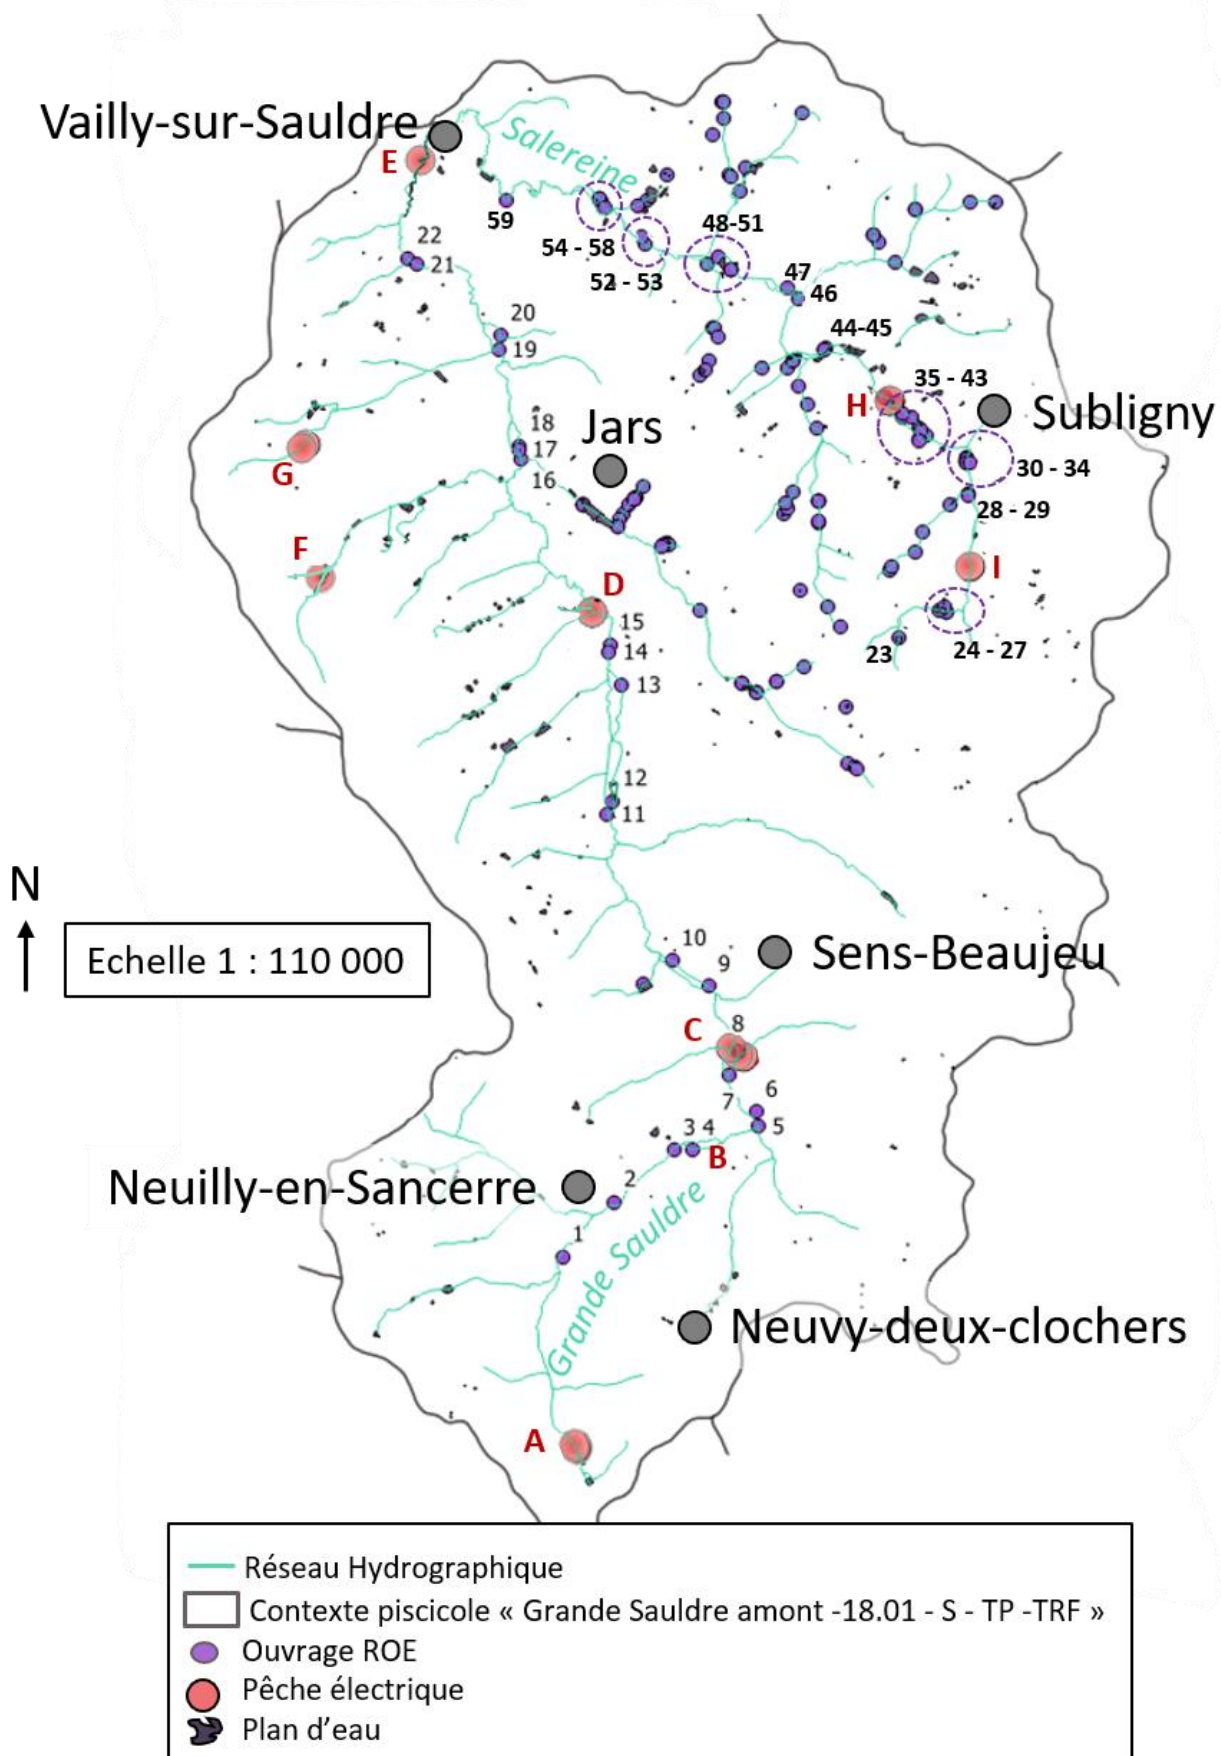 Vailly-sur-Sauldre
E
Salereine
59
48-51
54 - 58
52 - 53
22
21
47
46
20
19
44-45
35 - 43
H
Subligny
18
17
16
Jars
G
30 - 34
28 - 29
F
D
I
15
14
23
24 - 27
13
12
11
N
Echelle 1 : 110 000
10
9
Sens-Beaujeu
C
8
7
6
5
3 4
B
Neuilly-en-Sancerre
2
1
Grande Sauldre
Neuvy-deux-clochers
A
Réseau Hydrographique
Contexte piscicole « Grande Sauldre amont -18.01 - S - TP -TRF »
Ouvrage ROE
Pêche électrique
Plan d’eau